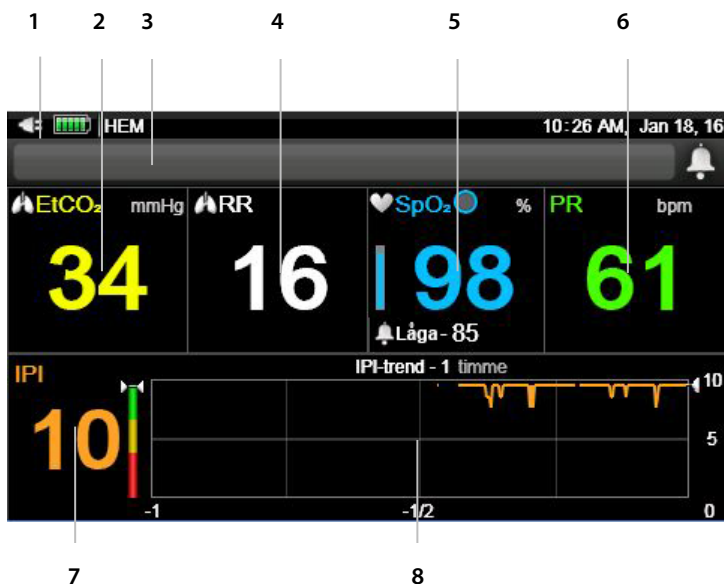 1 2 3 4 5 6
HEM 10:26 AM, Jan 18, 16
EtCO₂ mmHg RR SpO₂ % PR bpm
34 16 98 61
Låga- 85
IPI IPI-trend - 1 timme
10 10
5
-1 -1/2 0
7 8